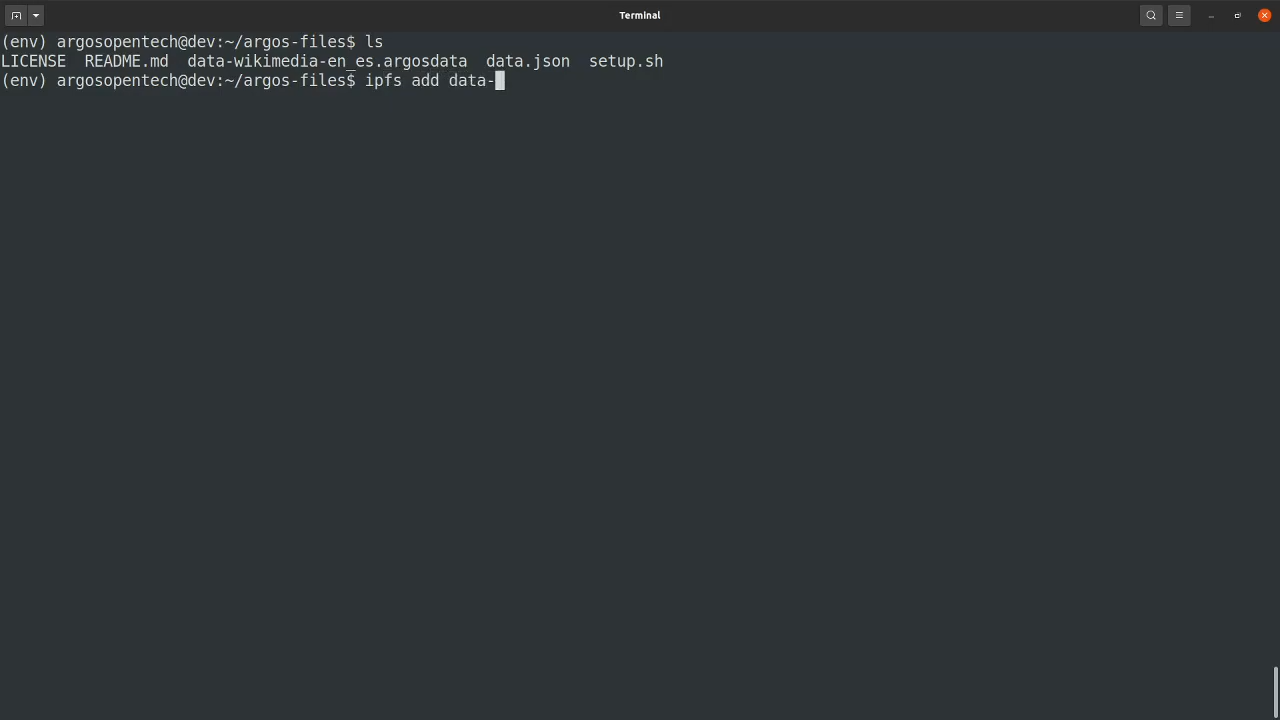 Terminal
(env) argosopentech@dev:~/argos-files$ ls
LICENSE  README.md  data-wikimedia-en_es.argosdata  data.json  setup.sh
(env) argosopentech@dev:~/argos-files$ ipfs add data-